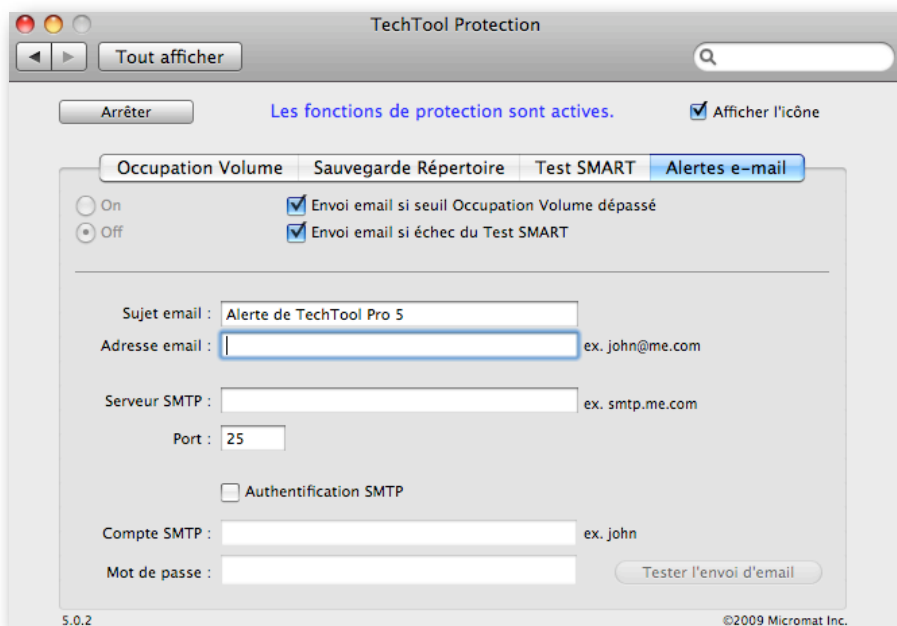 TechTool Protection
Tout afficher
Arrêter Les fonctions de protection sont actives. Afficher l'icône
Occupation Volume Sauvegarde Répertoire Test SMART Alertes e-mail
On Envoi email si seuil Occupation Volume dépassé
Off Envoi email si échec du Test SMART
Sujet email : Alerte de TechTool Pro 5
Adresse email : ex. john@me.com
Serveur SMTP : ex. smtp.me.com
Port : 25
Authentification SMTP
Compte SMTP : ex. john
Mot de passe : Tester l'envoi d'email
5.0.2 ©2009 Micromat Inc.